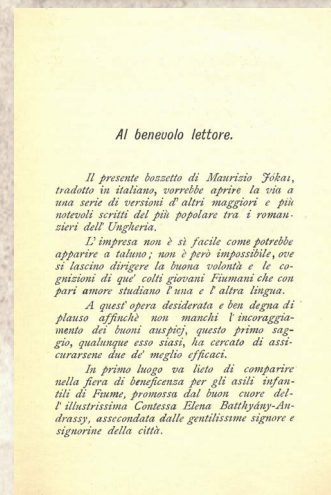 Al benevolo lettore.
Il presente bozzetto di Maurizio Jókai,
tradotto in italiano, vorrebbe aprire la via a
una serie di versioni d' altri maggiori e più
notevoli scritti del più popolare tra i roman-
zieri dell' Ungheria.
L' impresa non è sì facile come potrebbe
apparire a taluno; non è però impossibile, ove
si lascino dirigere la buona volontà e le co-
gnizioni di que' colti giovani Fiumani che con
pari amore studiano l' una e l' altra lingua.
A quest' opera desiderata e ben degna di
plauso affinchè non manchi l' incoraggia-
mento dei buoni auspicj, questo primo sag-
gio, qualunque esso siasi, ha cercato di assi-
curarsene due de' meglio efficaci.
In primo luogo va lieto di comparire
nella fiera di beneficenza per gli asili infan-
tili di Fiume, promossa dal buon cuore del-
l' illustrissima Contessa Elena Batthyány-An-
drassy, assecondata dalle gentilissime signore e
signorine della città.